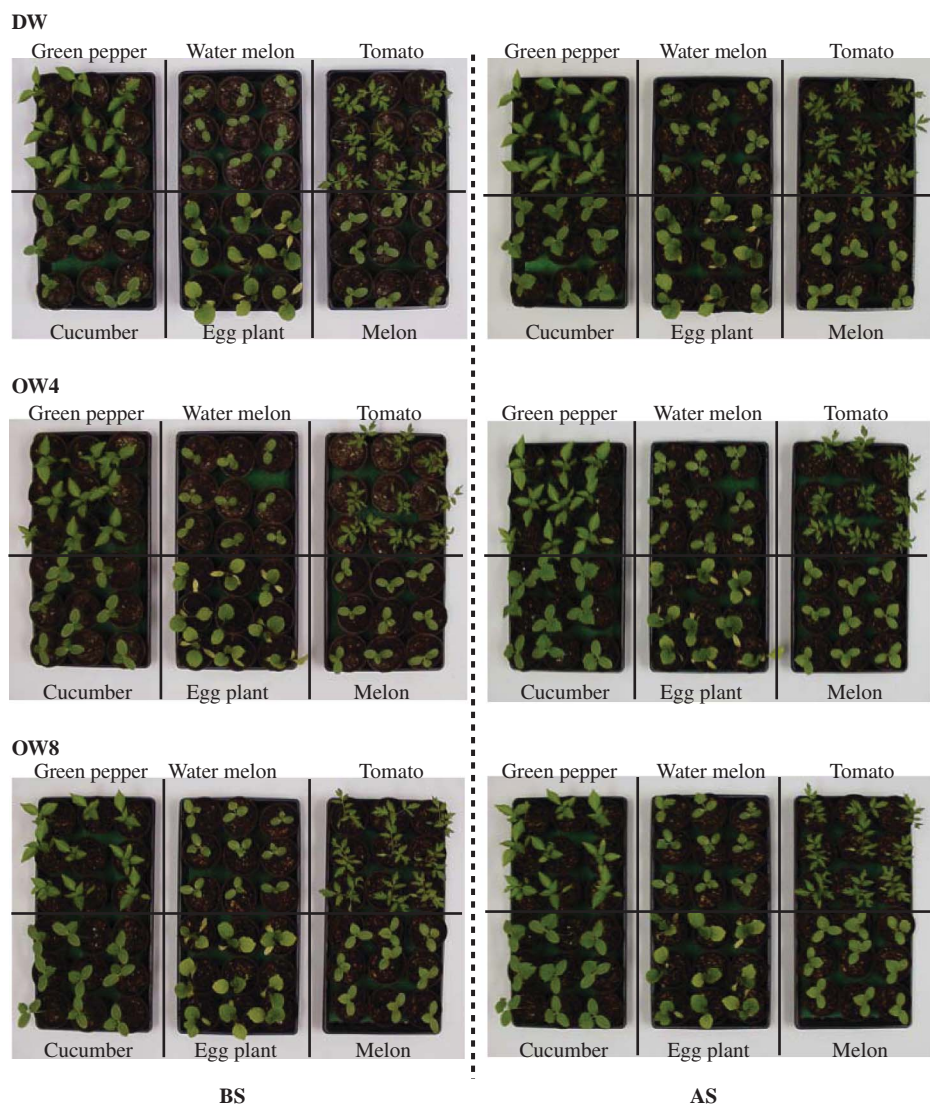 DW
Green pepper Water melon Tomato Green pepper Water melon Tomato
Cucumber Egg plant Melon Cucumber Egg plant Melon
OW4
Green pepper Water melon Tomato Green pepper Water melon Tomato
Cucumber Egg plant Melon Cucumber Egg plant Melon
OW8
Green pepper Water melon Tomato Green pepper Water melon Tomato
Cucumber Egg plant Melon Cucumber Egg plant Melon
BS AS